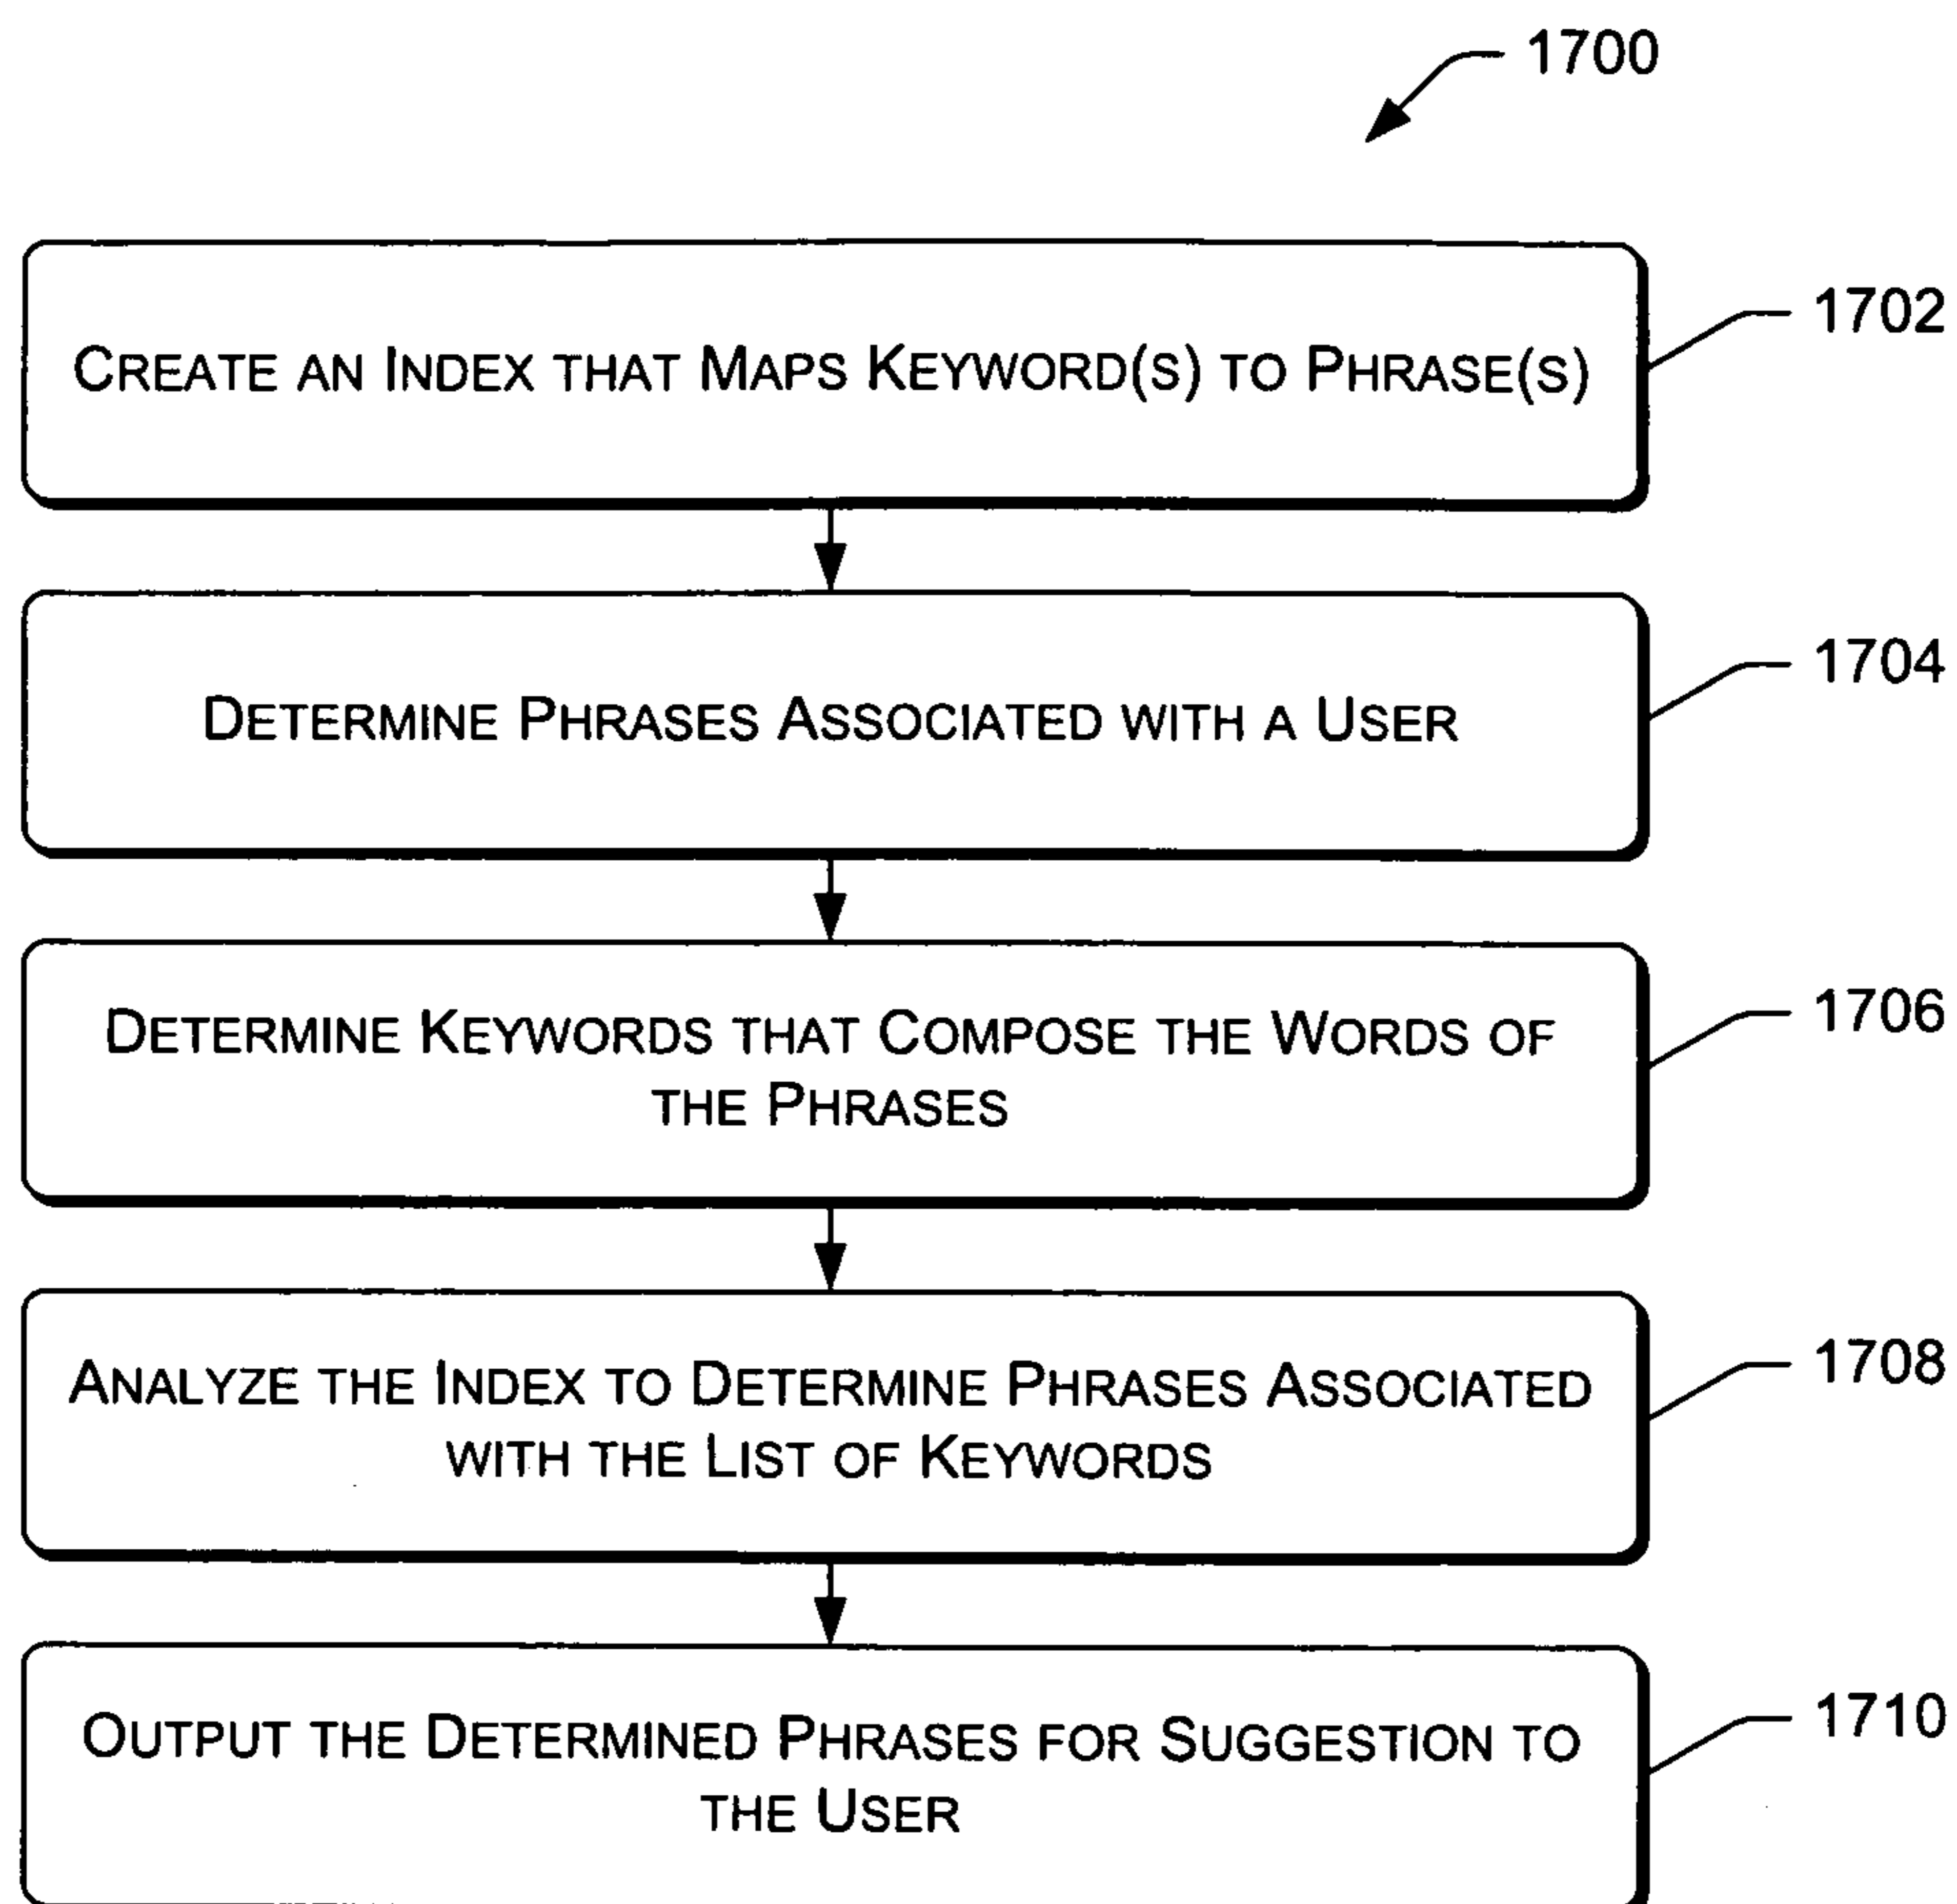 1700
CREATE AN INDEX THAT MAPS KEYWORD(S) TO PHRASE(S)
1702
DETERMINE PHRASES ASSOCIATED WITH A USER
1704
DETERMINE KEYWORDS THAT COMPOSE THE WORDS OF
THE PHRASES
1706
ANALYZE THE INDEX TO DETERMINE PHRASES ASSOCIATED
WITH THE LIST OF KEYWORDS
1708
OUTPUT THE DETERMINED PHRASES FOR SUGGESTION TO
THE USER
1710